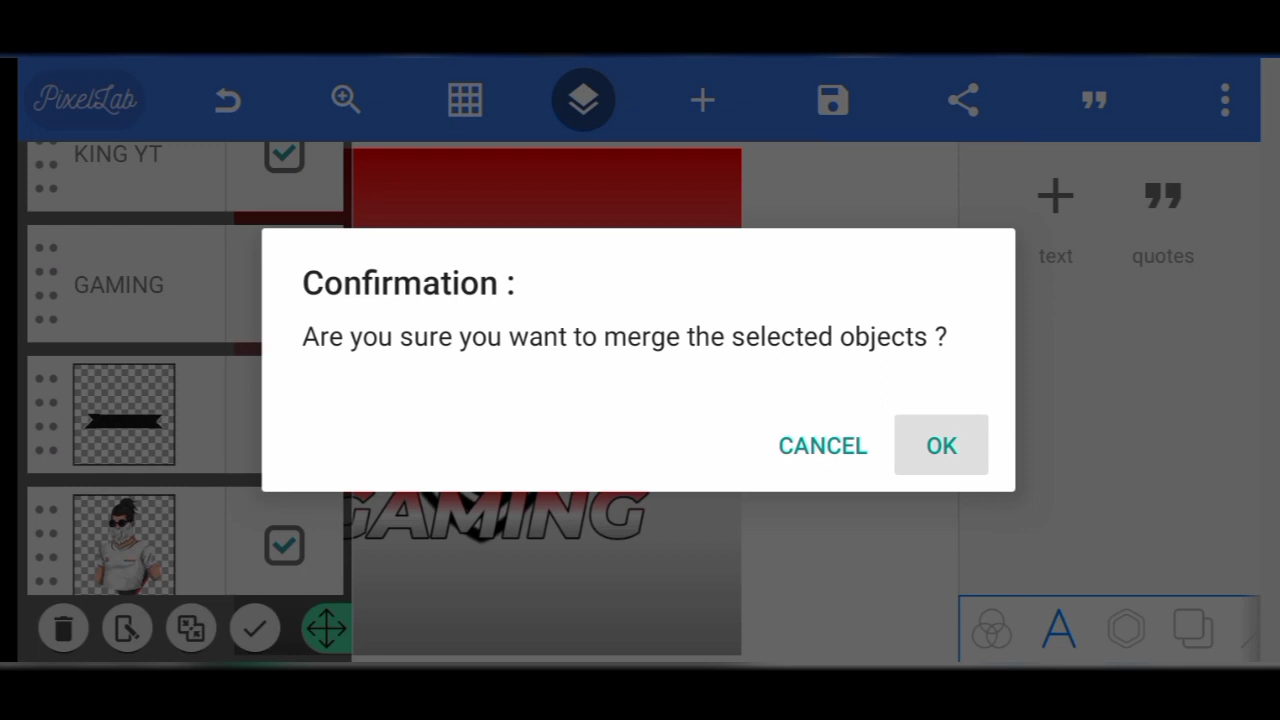 PixelLab
KING YT
text
quotes
GAMING
Confirmation :
Are you sure you want to merge the selected objects ?
CANCEL
OK
GAMING
A